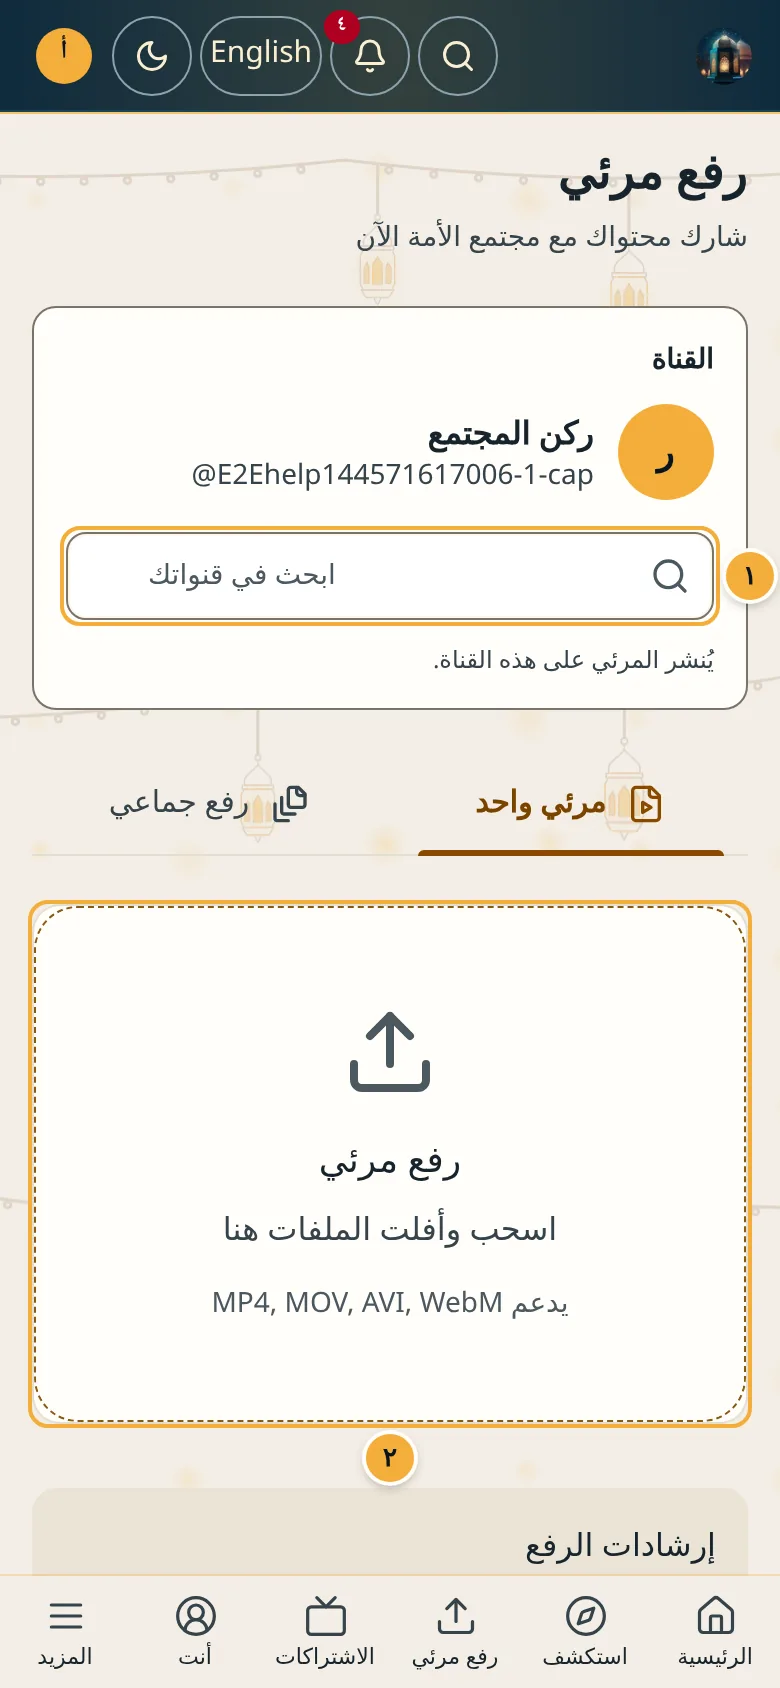 ٤
English
أ
رفع مرئي
شارك محتواك مع مجتمع الأمة الآن
القناة
ر
ركن المجتمع
@E2Ehelp144571617006-1-cap
ابحث في قنواتك
١
يُنشر المرئي على هذه القناة.
مرئي واحد
رفع جماعي
رفع مرئي
اسحب وأفلت الملفات هنا
يدعم MP4, MOV, AVI, WebM
٢
إرشادات الرفع
الرئيسية
استكشف
رفع مرئي
الاشتراكات
أنت
المزيد